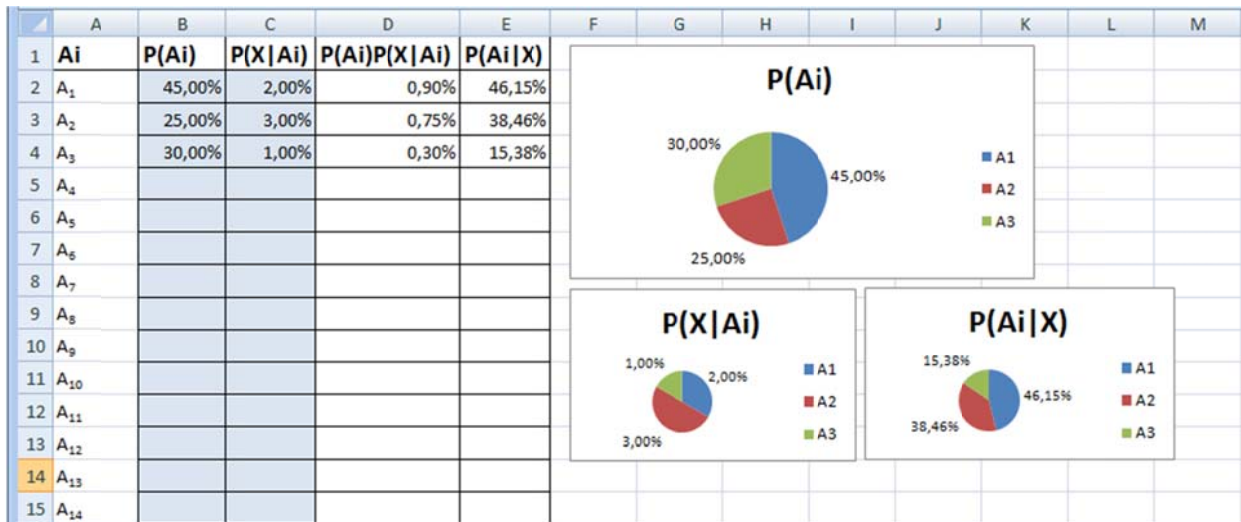 A B C D E F G H I J K L M
1 Ai P(Ai) P(X|Ai) P(Ai)P(X|Ai) P(Ai|X)
2 A₁ 45,00% 2,00% 0,90% 46,15%
3 A₂ 25,00% 3,00% 0,75% 38,46%
4 A₃ 30,00% 1,00% 0,30% 15,38%
5 A₄
6 A₅
7 A₆
8 A₇
9 A₈
10 A₉
11 A₁₀
12 A₁₁
13 A₁₂
14 A₁₃
15 A₁₄
P(Ai)
30,00%
45,00%
25,00%
A1
A2
A3
P(X|Ai)
1,00%
2,00%
3,00%
A1
A2
A3
P(Ai|X)
15,38%
46,15%
38,46%
A1
A2
A3